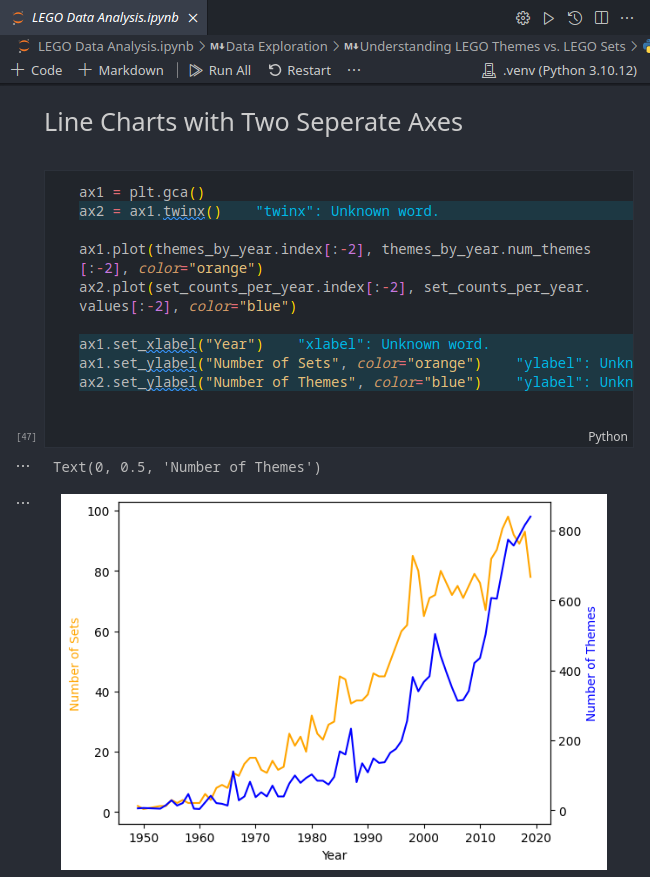 LEGO Data Analysis.ipynb
LEGO Data Analysis.ipynb > M↓Data Exploration > M↓Understanding LEGO Themes vs. LEGO Sets >
+ Code + Markdown Run All Restart ··· .venv (Python 3.10.12)
Line Charts with Two Seperate Axes
ax1 = plt.gca()
ax2 = ax1.twinx() "twinx": Unknown word.
ax1.plot(themes_by_year.index[:-2], themes_by_year.num_themes
[:-2], color="orange")
ax2.plot(set_counts_per_year.index[:-2], set_counts_per_year.
values[:-2], color="blue")
ax1.set_xlabel("Year") "xlabel": Unknown word.
ax1.set_ylabel("Number of Sets", color="orange") "ylabel": Unkn
ax2.set_ylabel("Number of Themes", color="blue") "ylabel": Unkn
[47]
Python
Text(0, 0.5, 'Number of Themes')
100
80
60
40
20
0
Number of Sets
800
600
400
200
0
Number of Themes
1950 1960 1970 1980 1990 2000 2010 2020
Year